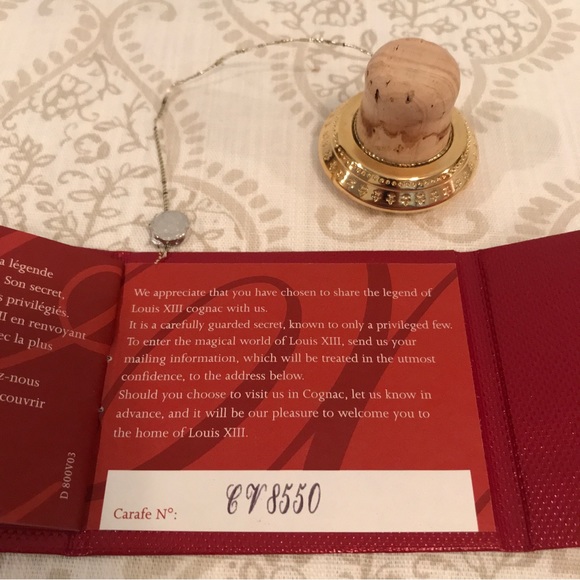 a légende
Son secret,
s privilégiés.
II en renvoyant
ec la plus
z-nous
couvrir
D 800V03
We appreciate that you have chosen to share the legend of
Louis XIII cognac with us.
It is a carefully guarded secret, known to only a privileged few.
To enter the magical world of Louis XIII, send us your
mailing information, which will be treated in the utmost
confidence, to the address below.
Should you choose to visit us in Cognac, let us know in
advance, and it will be our pleasure to welcome you to
the home of Louis XIII.
Carafe N°: CV8550